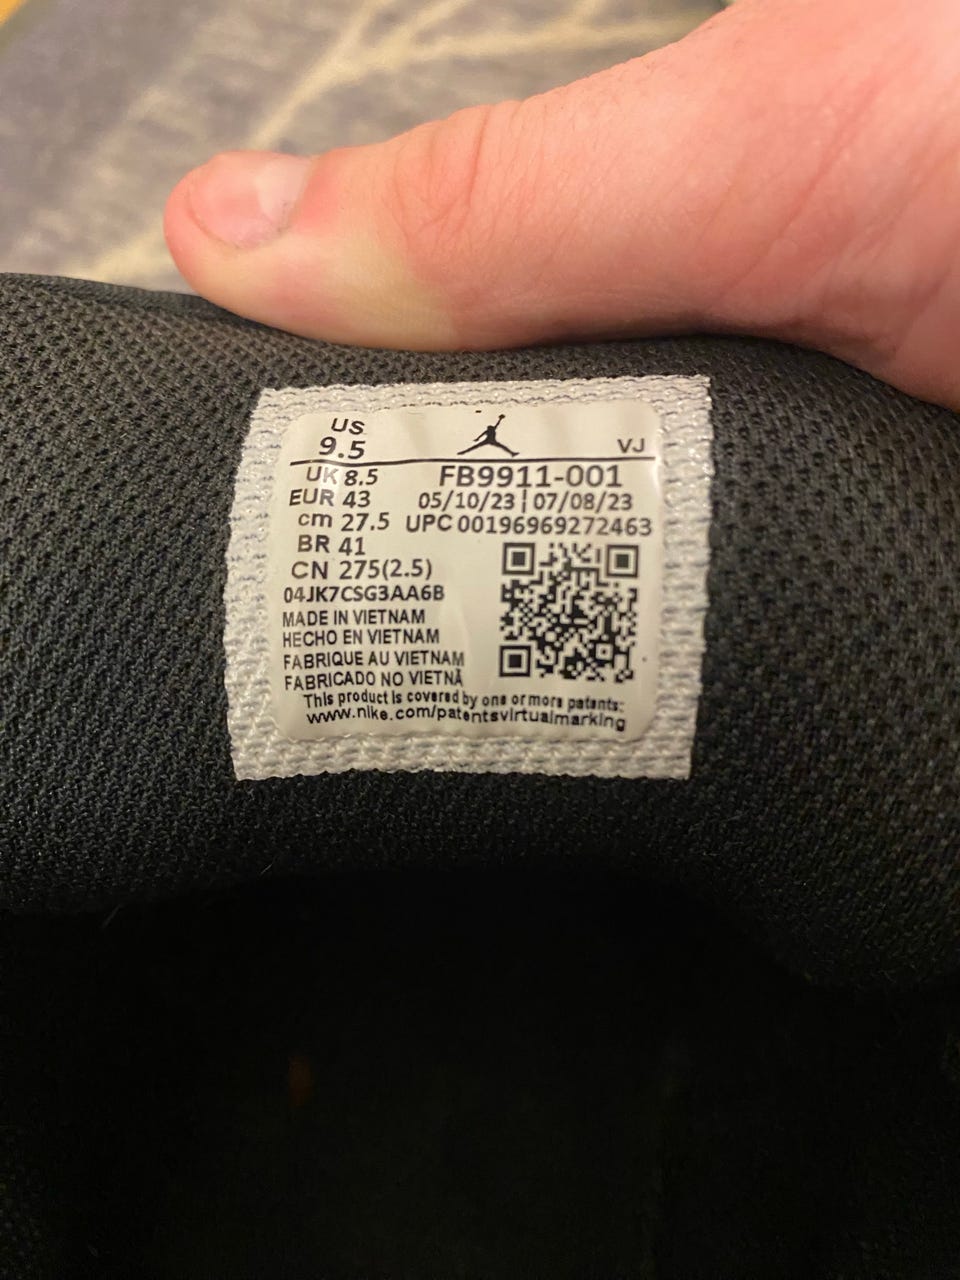 US
9.5
VJ
UK 8.5
FB9911-001
EUR 43
05/10/23 | 07/08/23
cm 27.5
UPC 00196969272463
BR 41
CN 275(2.5)
04JK7CSG3AA6B
MADE IN VIETNAM
HECHO EN VIETNAM
FABRIQUE AU VIETNAM
FABRICADO NO VIETNÃ
This product is covered by one or more patents:
www.nike.com/patentsvirtualmarking